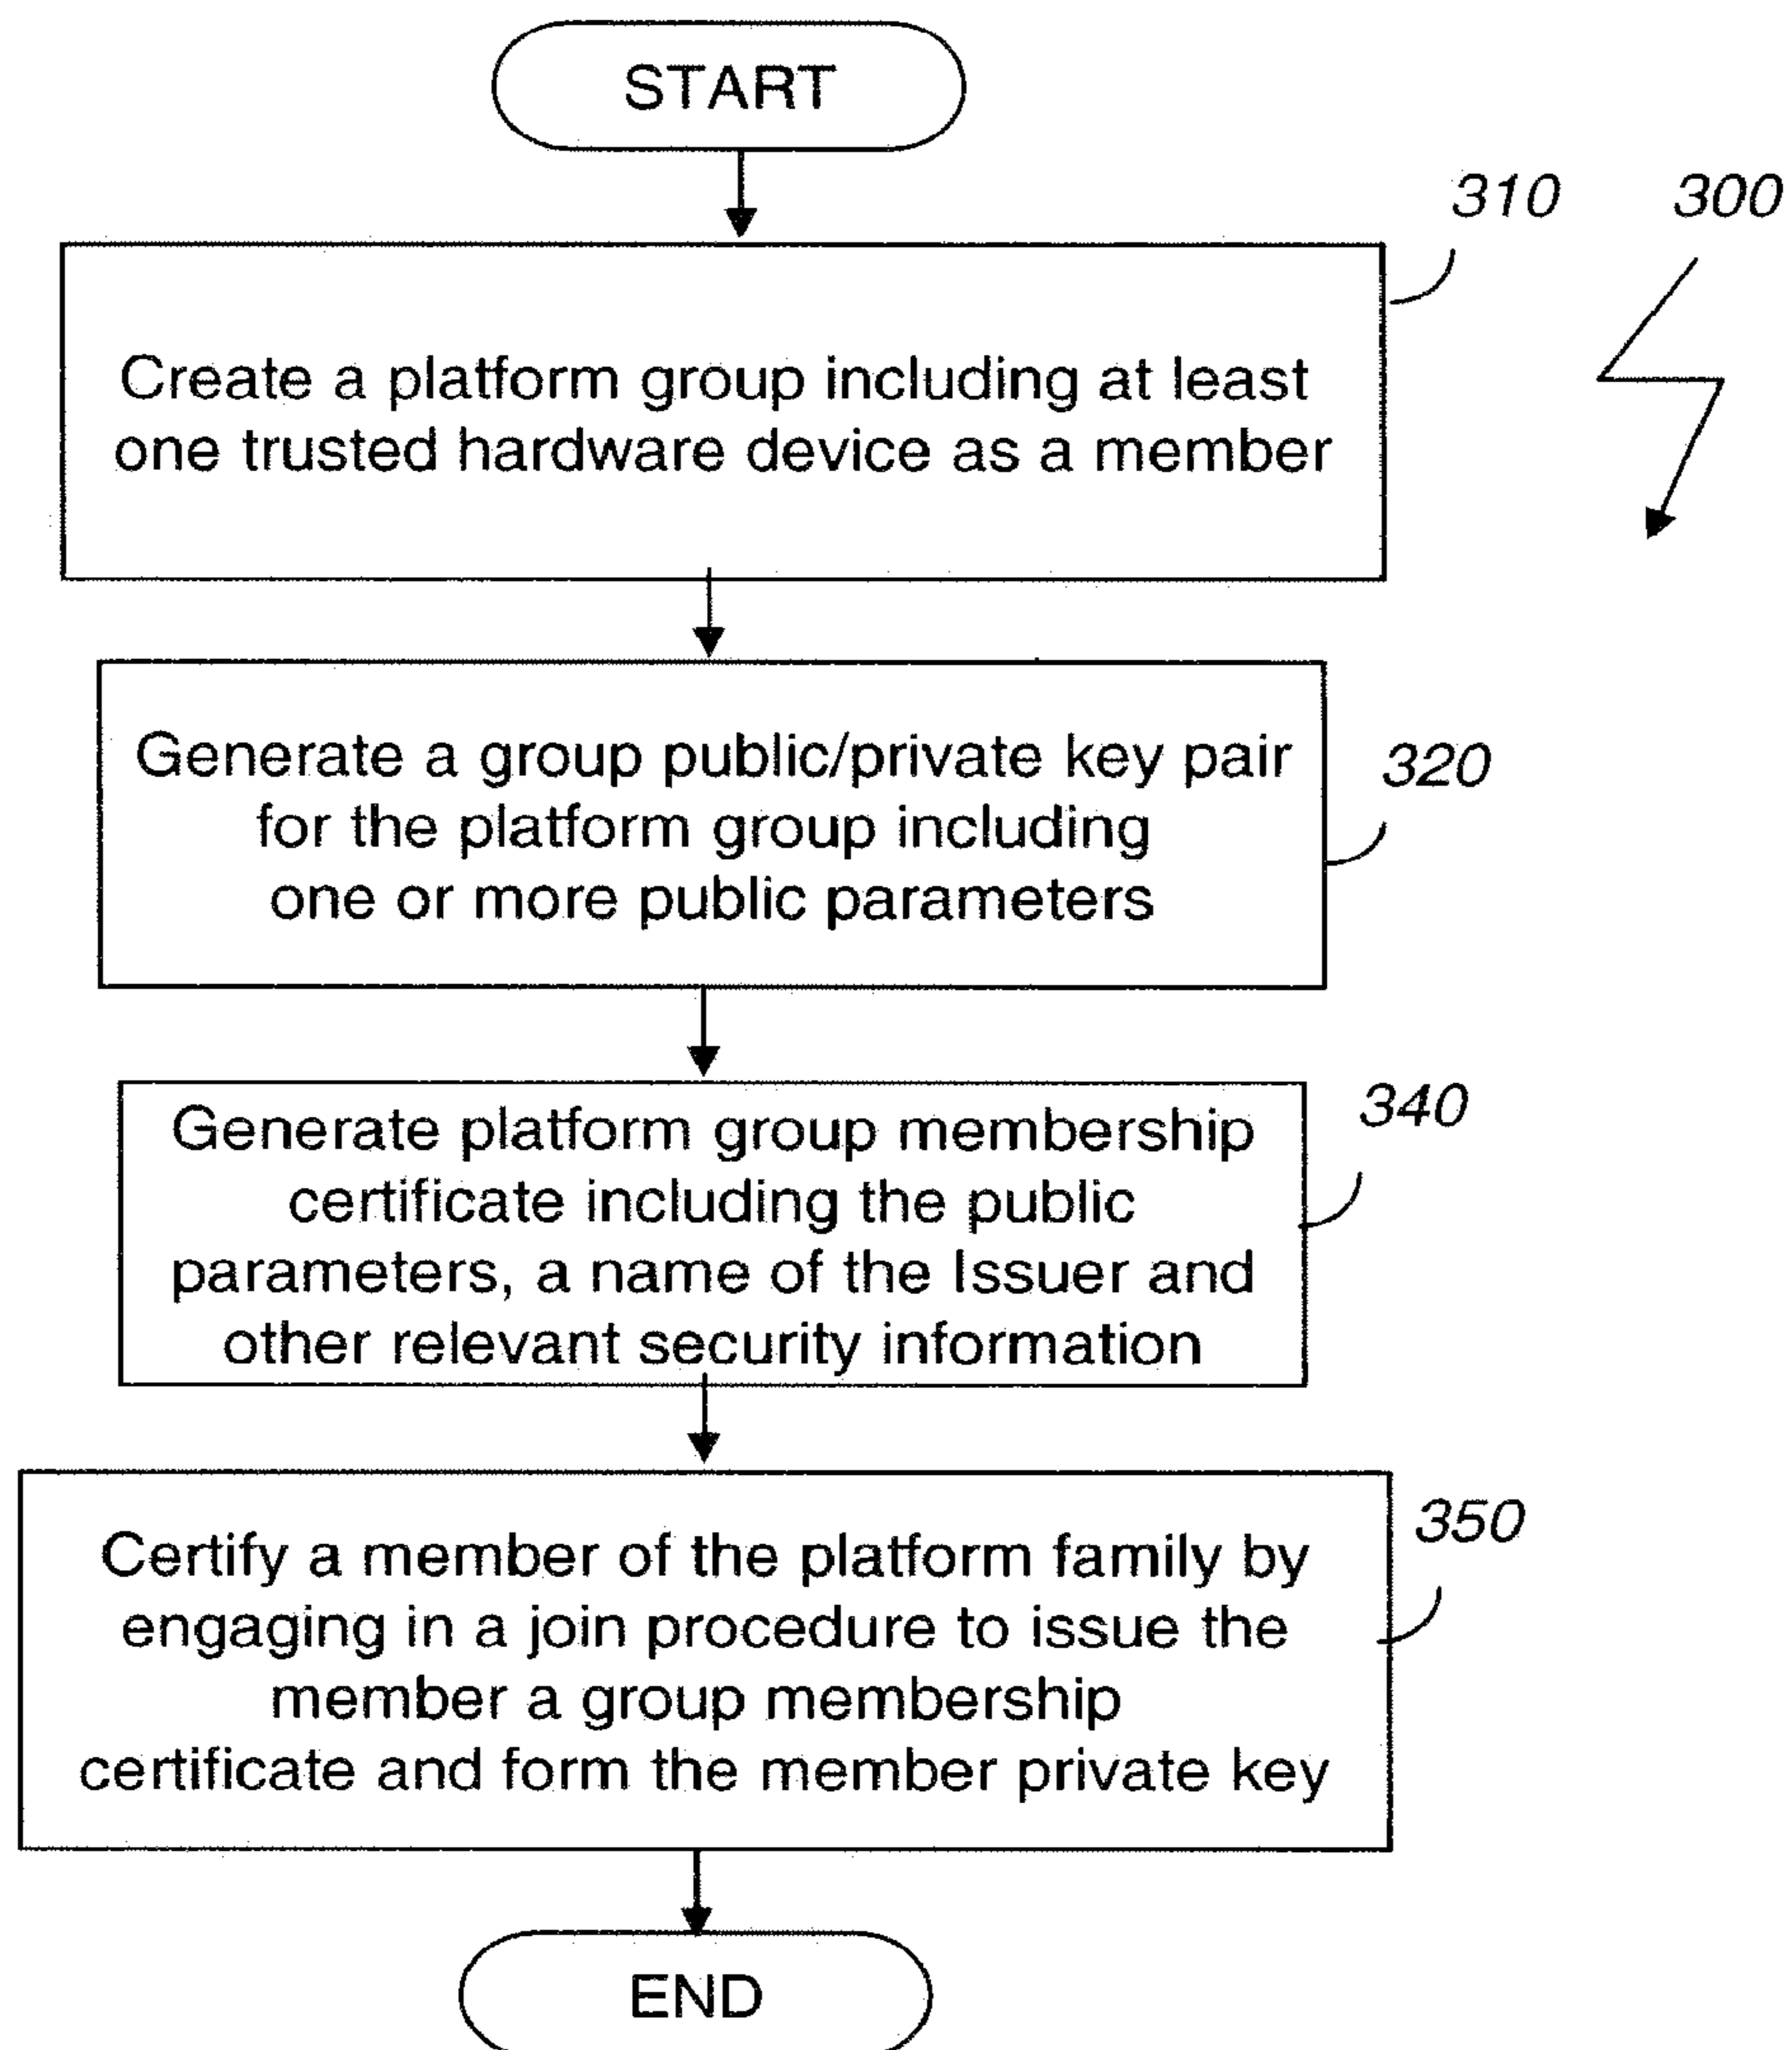 START
310
300
Create a platform group including at least
one trusted hardware device as a member
Generate a group public/private key pair
for the platform group including
one or more public parameters
320
Generate platform group membership
certificate including the public
parameters, a name of the Issuer and
other relevant security information
340
Certify a member of the platform family by
engaging in a join procedure to issue the
member a group membership
certificate and form the member private key
350
END